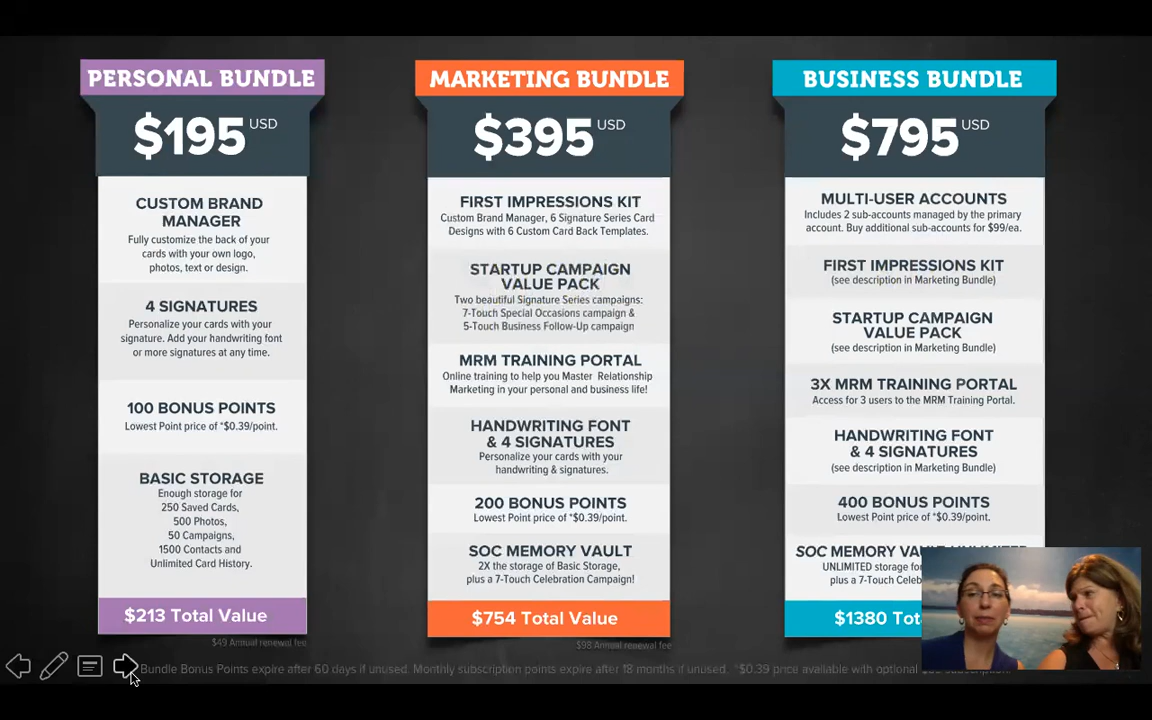 PERSONAL BUNDLE
$195 USD
CUSTOM BRAND
MANAGER
Fully customize the back of your
cards with your own logo,
photos, text or design.
4 SIGNATURES
Personalize your cards with your
signature. Add your handwriting font
or more signatures at any time.
100 BONUS POINTS
Lowest Point price of *$0.39/point.
BASIC STORAGE
Enough storage for
250 Saved Cards,
500 Photos,
50 Campaigns,
1500 Contacts and
Unlimited Card History.
$213 Total Value
$49 Annual renewal fee
MARKETING BUNDLE
$395 USD
FIRST IMPRESSIONS KIT
Custom Brand Manager, 6 Signature Series Card
Designs with 6 Custom Card Back Templates.
STARTUP CAMPAIGN
VALUE PACK
Two beautiful Signature Series campaigns:
7-Touch Special Occasions campaign &
5-Touch Business Follow-Up campaign
MRM TRAINING PORTAL
Online training to help you Master Relationship
Marketing in your personal and business life!
HANDWRITING FONT
& 4 SIGNATURES
Personalize your cards with your
handwriting & signatures.
200 BONUS POINTS
Lowest Point price of *$0.39/point.
SOC MEMORY VAULT
2X the storage of Basic Storage,
plus a 7-Touch Celebration Campaign!
$754 Total Value
$98 Annual renewal fee
BUSINESS BUNDLE
$795 USD
MULTI-USER ACCOUNTS
Includes 2 sub-accounts managed by the primary
account. Buy additional sub-accounts for $99/ea.
FIRST IMPRESSIONS KIT
(see description in Marketing Bundle)
STARTUP CAMPAIGN
VALUE PACK
(see description in Marketing Bundle)
3X MRM TRAINING PORTAL
Access for 3 users to the MRM Training Portal.
HANDWRITING FONT
& 4 SIGNATURES
(see description in Marketing Bundle)
400 BONUS POINTS
Lowest Point price of *$0.39/point.
SOC MEMORY
UNLIMITED storage for
plus a 7-Touch
$1380
Bundle Bonus Points expire after 60 days if unused. Monthly subscription points expire after 18 months if unused. *$0.39 price available with optional